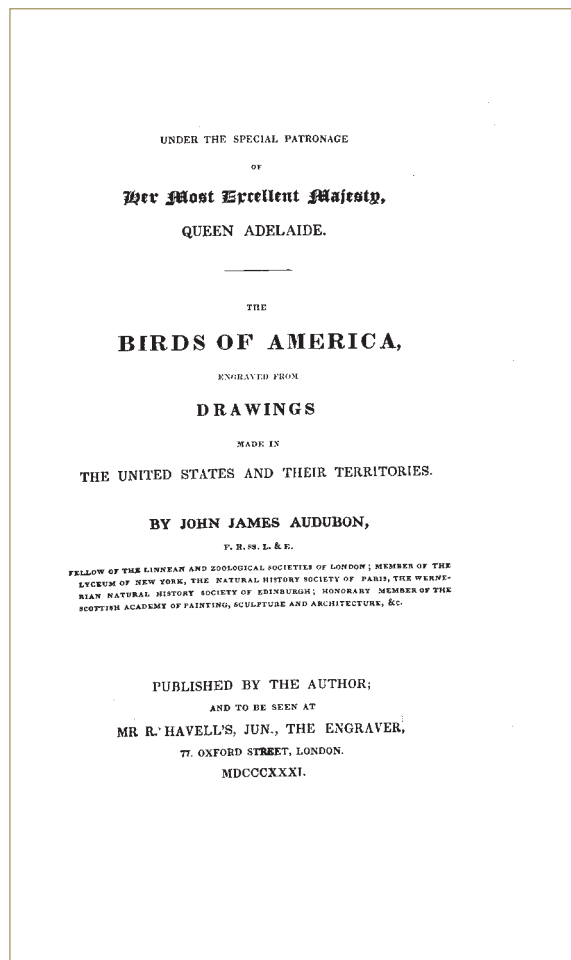 UNDER THE SPECIAL PATRONAGE
OF
Her Most Excellent Majesty,
QUEEN ADELAIDE.
THE
BIRDS OF AMERICA,
ENGRAVED FROM
DRAWINGS
MADE IN
THE UNITED STATES AND THEIR TERRITORIES.
BY JOHN JAMES AUDUBON,
F. R. SS. L. & E.
FELLOW OF THE LINNEAN AND ZOOLOGICAL SOCIETIES OF LONDON; MEMBER OF THE
LYCEUM OF NEW YORK, THE NATURAL HISTORY SOCIETY OF PARIS, THE WERNE-
RIAN NATURAL HISTORY SOCIETY OF EDINBURGH; HONORARY MEMBER OF THE
SCOTTISH ACADEMY OF PAINTING, SCULPTURE AND ARCHITECTURE, &c.
PUBLISHED BY THE AUTHOR;
AND TO BE SEEN AT
MR R. HAVELL'S, JUN., THE ENGRAVER,
77. OXFORD STREET, LONDON.
MDCCCXXXI.